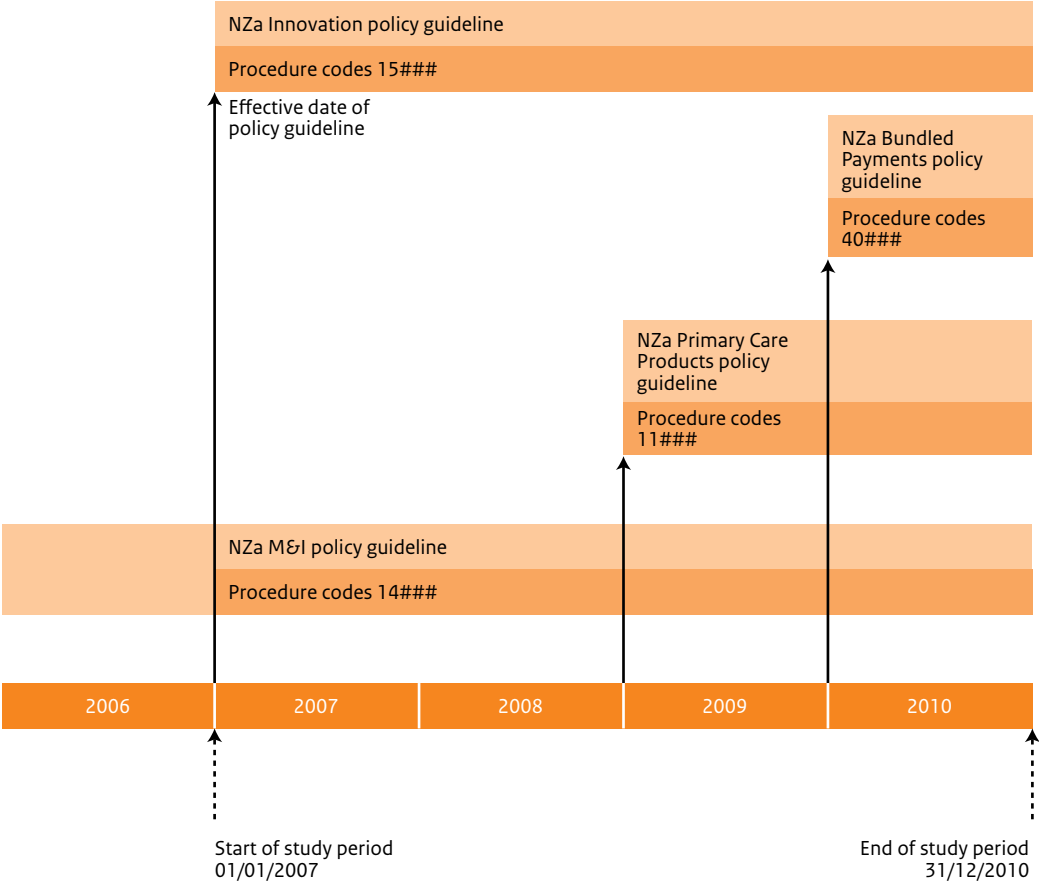 NZa Innovation policy guideline
Procedure codes 15###
Effective date of
policy guideline
NZa Bundled
Payments policy
guideline
Procedure codes
40###
NZa Primary Care
Products policy
guideline
Procedure codes
11###
NZa M&I policy guideline
Procedure codes 14###
2006
2007
2008
2009
2010
Start of study period
01/01/2007
End of study period
31/12/2010